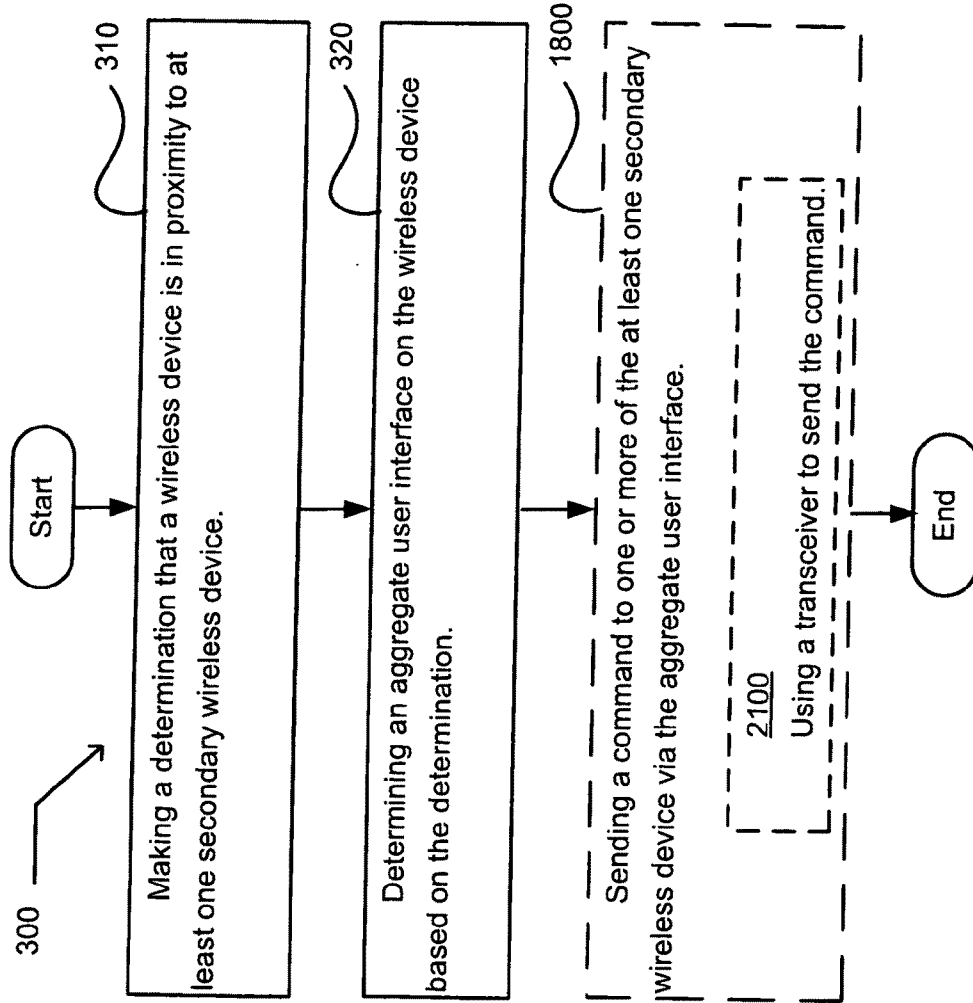 300
Start
310
Making a determination that a wireless device is in proximity to at
least one secondary wireless device.
320
Determining an aggregate user interface on the wireless device
based on the determination.
1800
Sending a command to one or more of the at least one secondary
wireless device via the aggregate user interface.
2100
Using a transceiver to send the command.
End